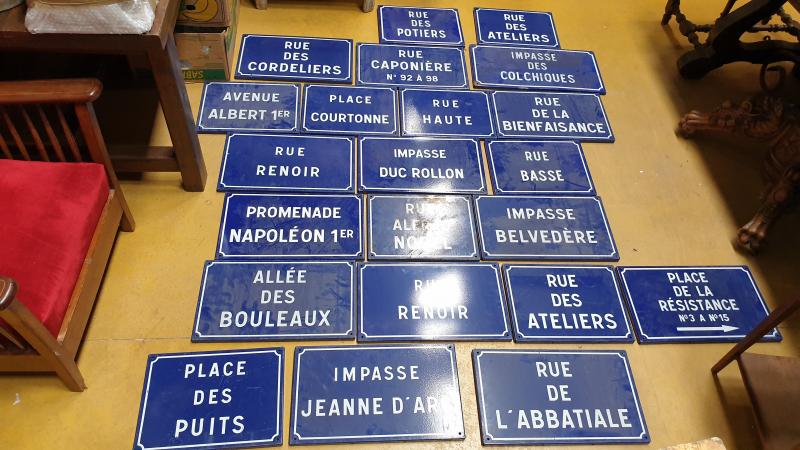 RUE
DES
POTIERS
RUE
DES
ATELIERS
RUE
DES
CORDELIERS
RUE
CAPONIÈRE
N° 92 À 98
IMPASSE
DES
COLCHIQUES
AVENUE
ALBERT 1ER
PLACE
COURTONNE
RUE
HAUTE
RUE
DE LA
BIENFAISANCE
RUE
RENOIR
IMPASSE
DUC ROLLON
RUE
BASSE
PROMENADE
NAPOLÉON 1ER
RUE
IMPASSE
BELVEDÈRE
ALLÉE
DES
BOULEAUX
RUE
RENOIR
RUE
DES
ATELIERS
PLACE
DE LA
RÉSISTANCE
N°3 A N°15
PLACE
DES
PUITS
IMPASSE
JEANNE D'ARC
RUE
DE
L'ABBATIALE